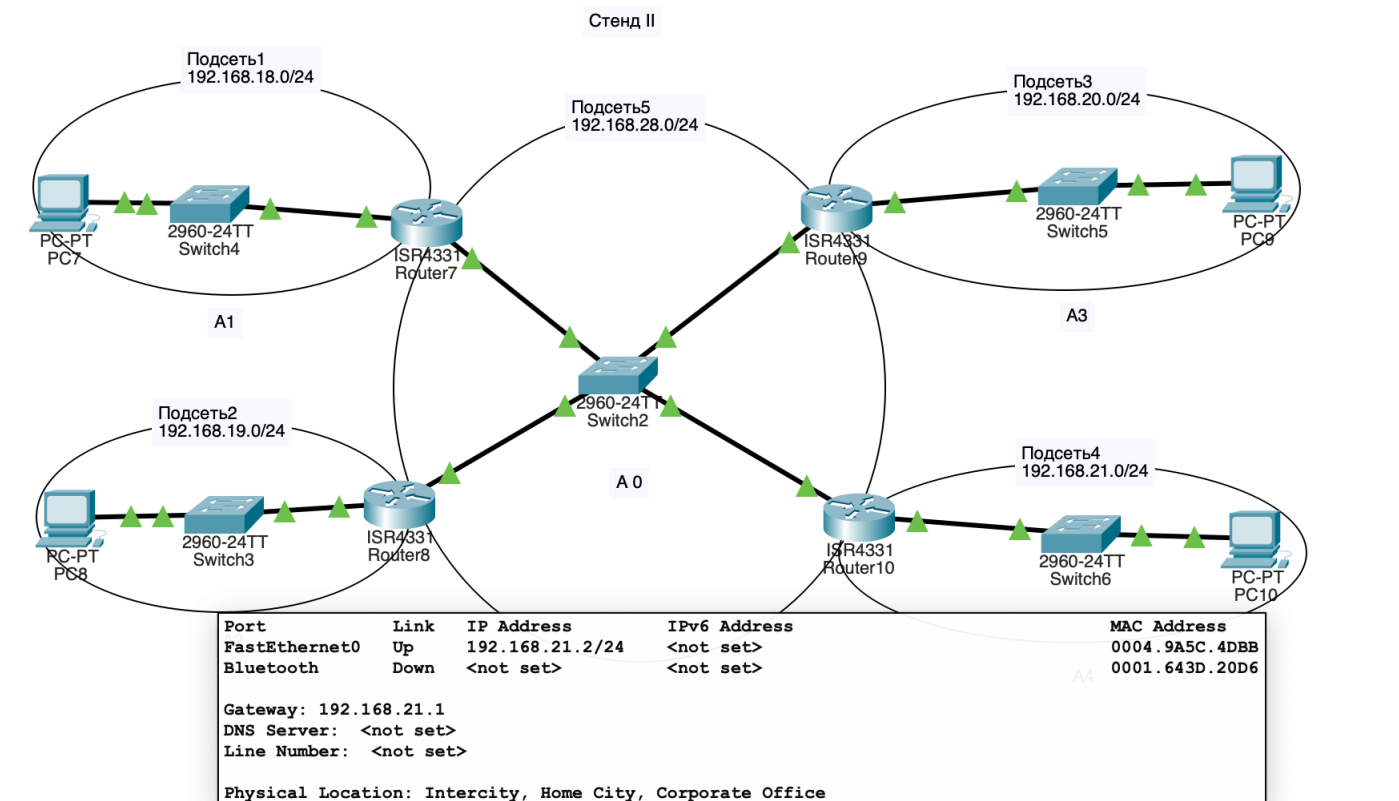 Стенд II
Подсеть1
192.168.18.0/24
Подсеть5
192.168.28.0/24
Подсеть3
192.168.20.0/24
PC-PT
PC7
2960-24TT
Switch4
ISR4331
Router7
ISR4331
Router9
2960-24TT
Switch5
PC-PT
PC9
A1
A3
2960-24TT
Switch2
A 0
Подсеть2
192.168.19.0/24
Подсеть4
192.168.21.0/24
PC-PT
PC8
2960-24TT
Switch3
ISR4331
Router8
ISR4331
Router10
2960-24TT
Switch6
PC-PT
PC10
A4
Port Link IP Address IPv6 Address MAC Address
FastEthernet0 Up 192.168.21.2/24 <not set> 0004.9A5C.4DBB
Bluetooth Down <not set> <not set> 0001.643D.20D6
Gateway: 192.168.21.1
DNS Server: <not set>
Line Number: <not set>
Physical Location: Intercity, Home City, Corporate Office